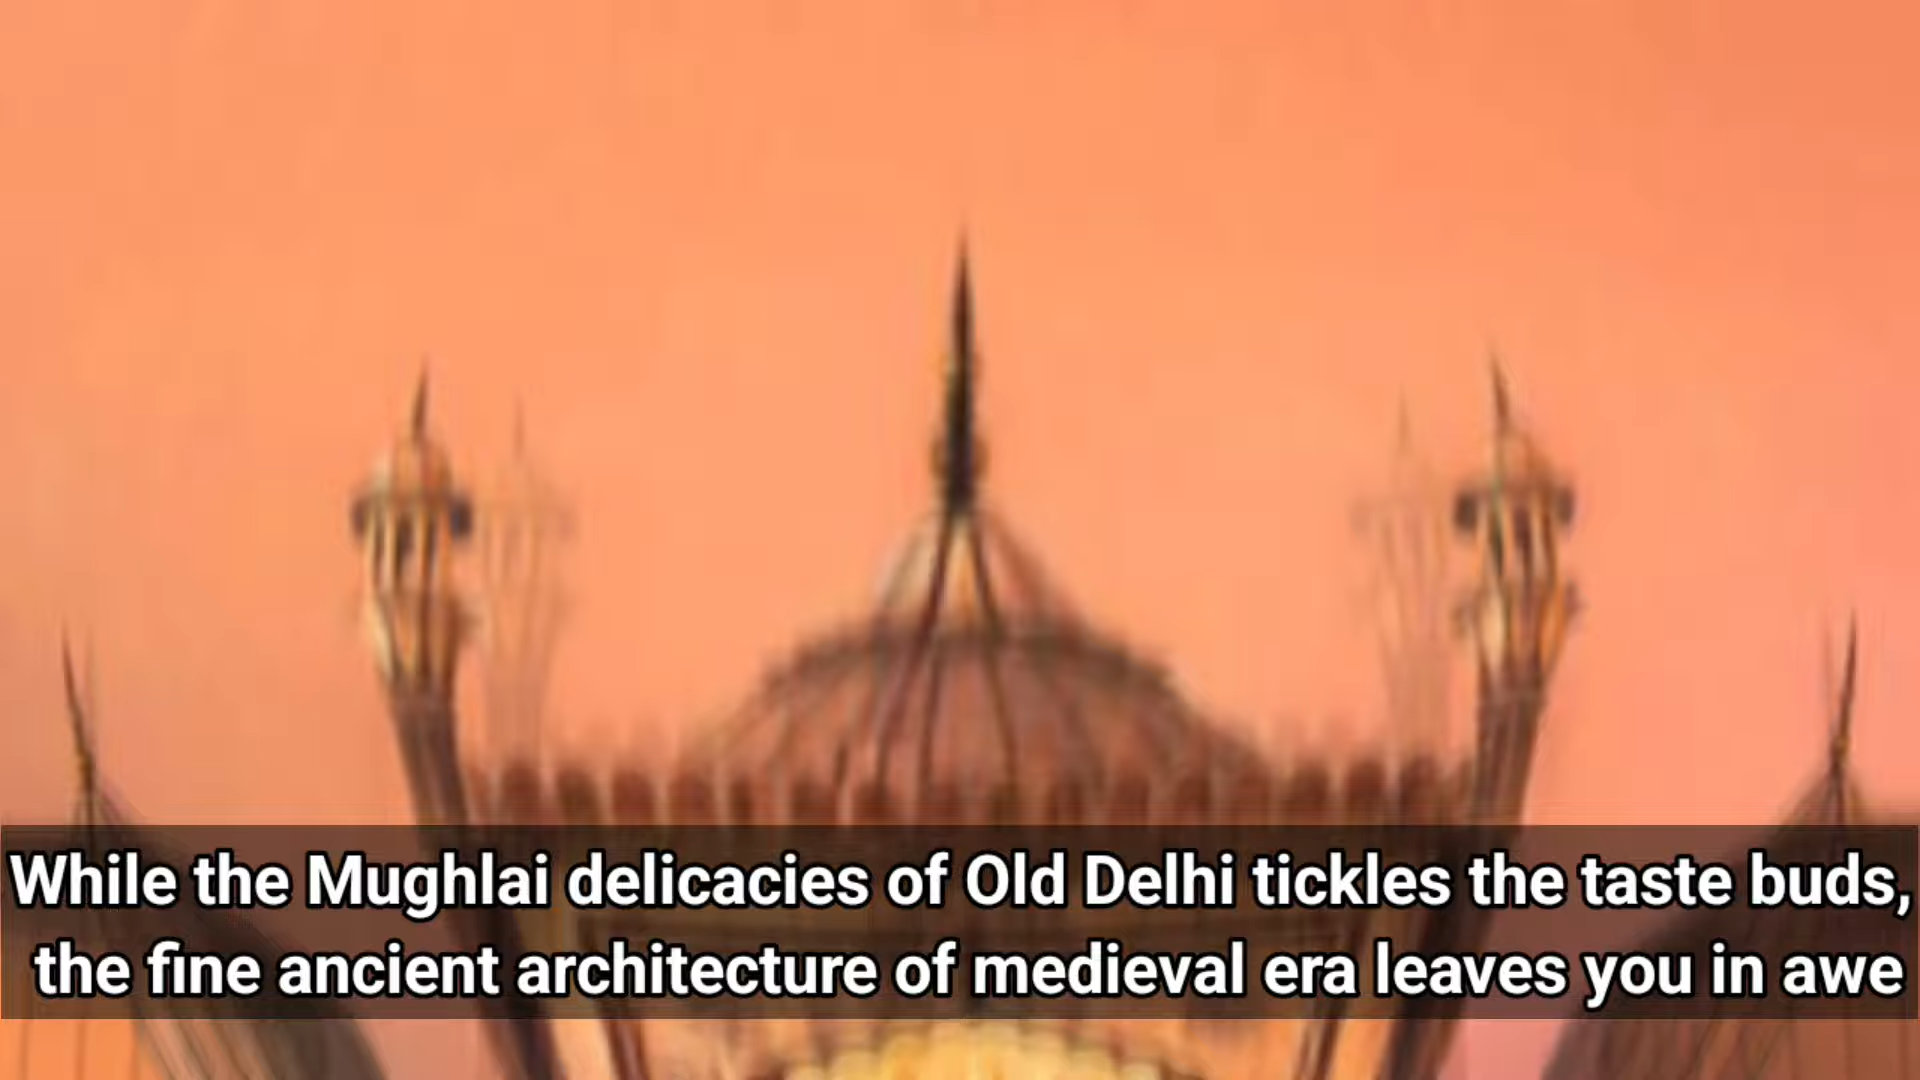 While the Mughlai delicacies of Old Delhi tickles the taste buds,
the fine ancient architecture of medieval era leaves you in awe